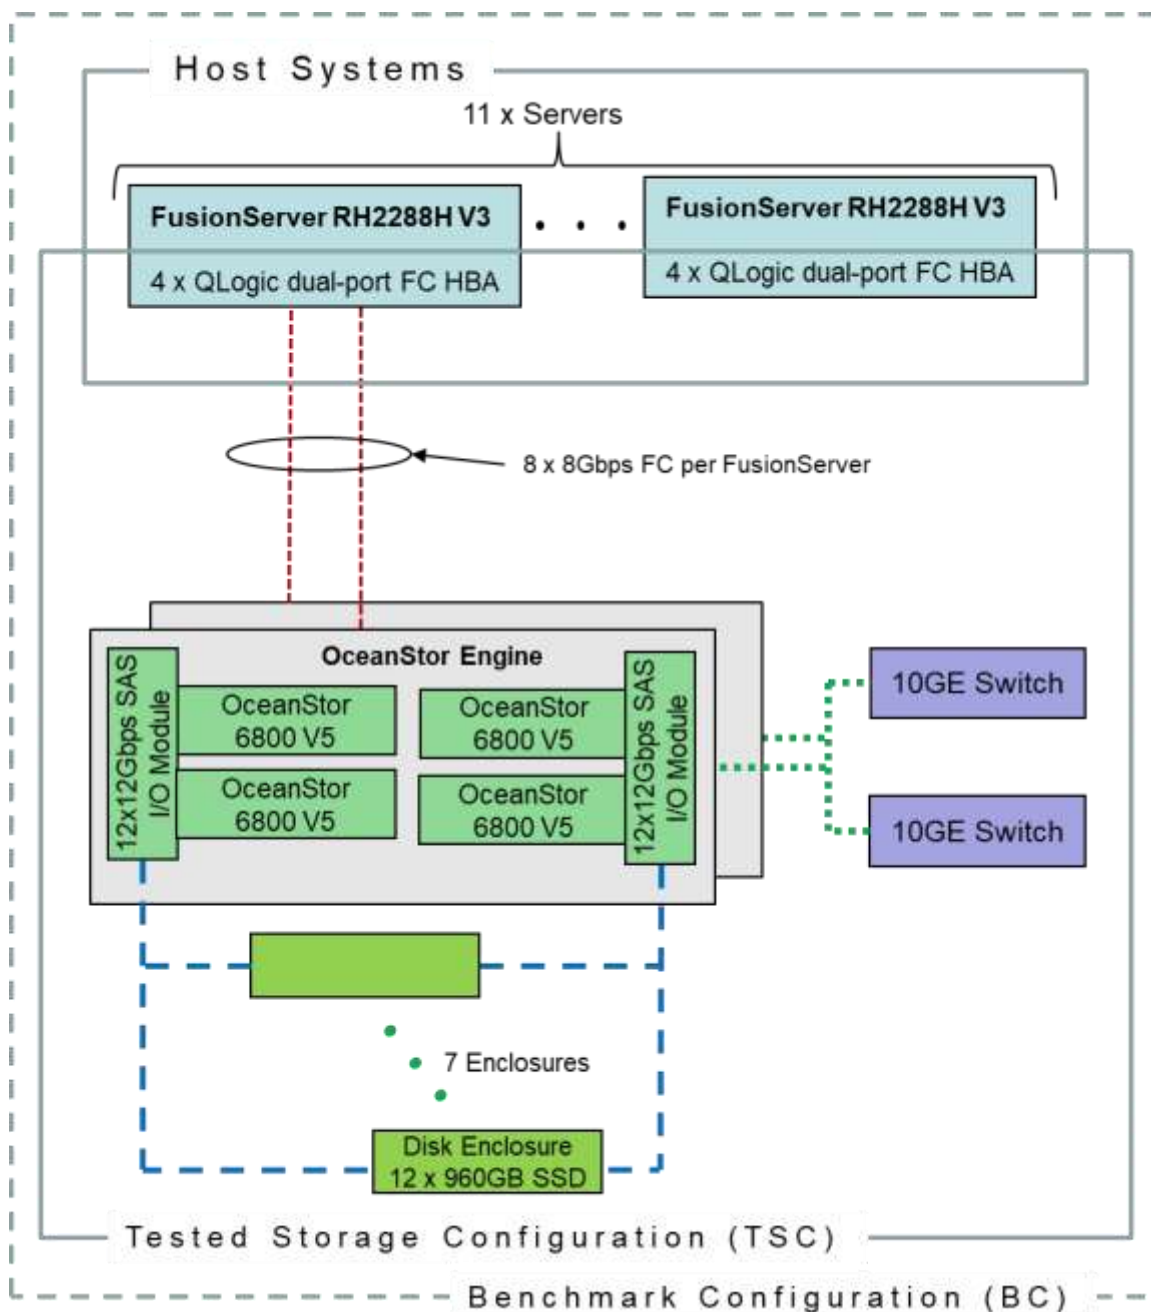 Host Systems
11 x Servers
FusionServer RH2288H V3
4 x QLogic dual-port FC HBA
FusionServer RH2288H V3
4 x QLogic dual-port FC HBA
8 x 8Gbps FC per FusionServer
OceanStor Engine
12x12Gbps SAS
I/O Module
OceanStor
6800 V5
OceanStor
6800 V5
OceanStor
6800 V5
OceanStor
6800 V5
12x12Gbps SAS
I/O Module
10GE Switch
10GE Switch
7 Enclosures
Disk Enclosure
12 x 960GB SSD
Tested Storage Configuration (TSC)
Benchmark Configuration (BC)